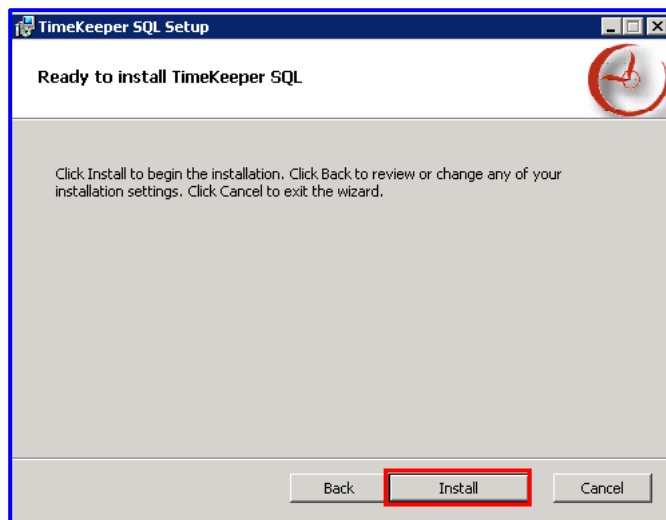 TimeKeeper SQL Setup
Ready to install TimeKeeper SQL
Click Install to begin the installation. Click Back to review or change any of your
installation settings. Click Cancel to exit the wizard.
Back Install Cancel